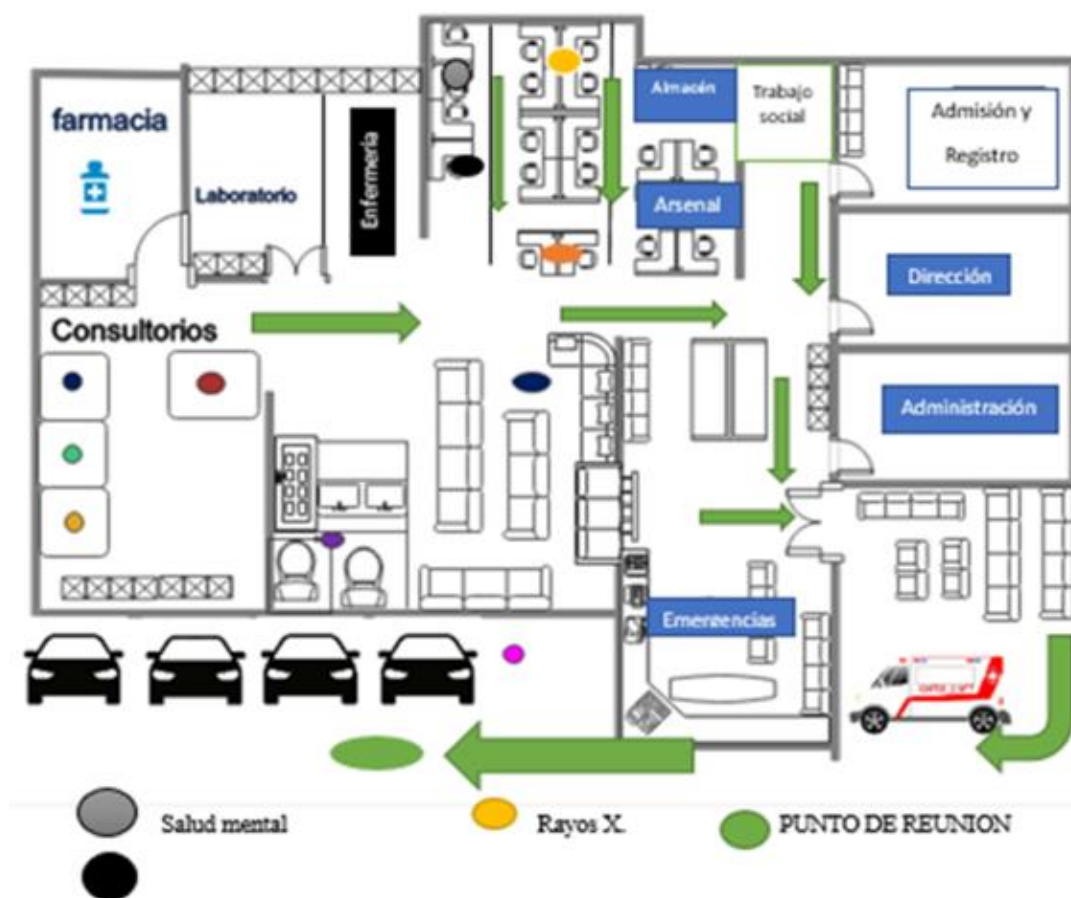 farmacia
Laboratorio
Enfermería
Almacén
Trabajo
social
Admisión y
Registro
Arsenal
Dirección
Consultorios
Administración
Emergencias
Salud mental
Rayos X.
PUNTO DE REUNION